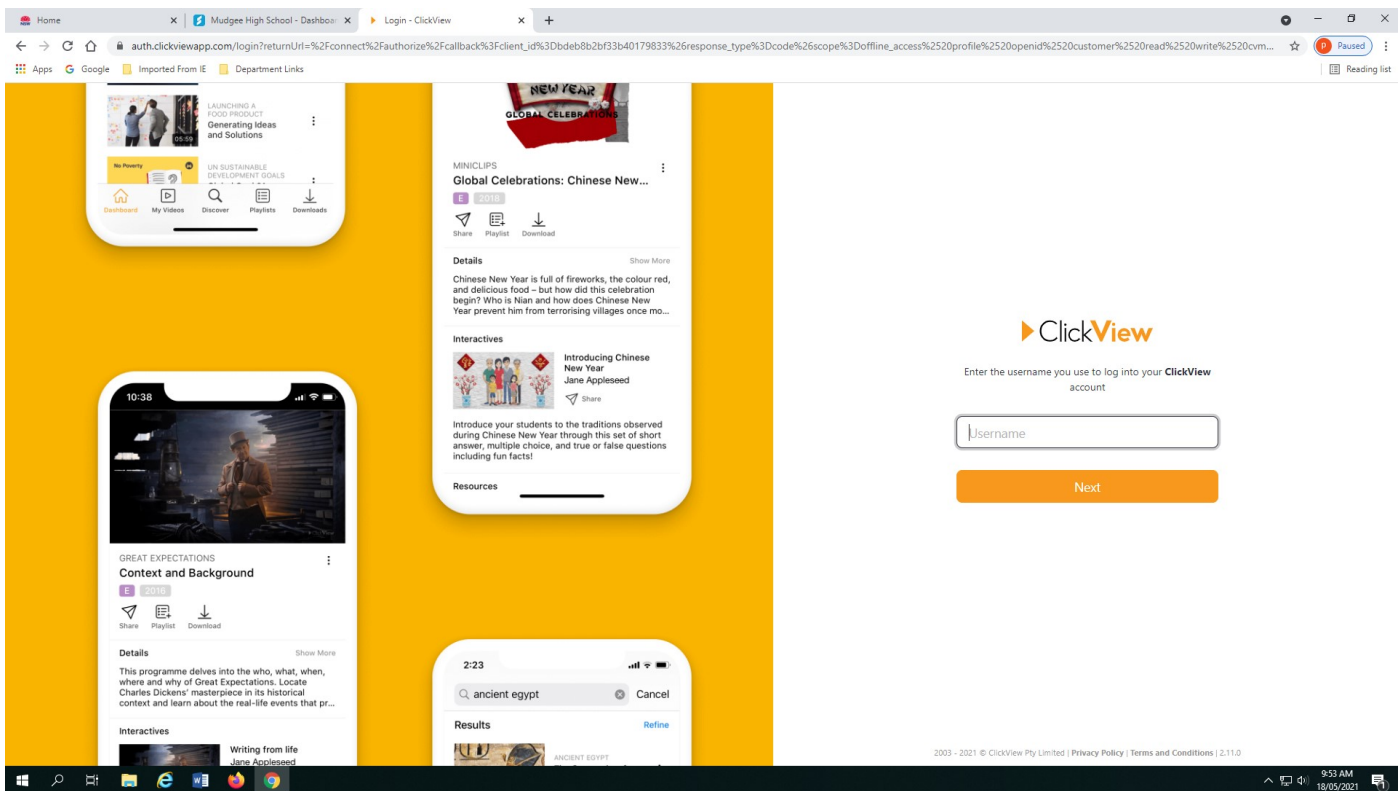 Home
Mudgee High School - Dashboar
Login - ClickView
auth.clickviewapp.com/login?returnUrl=%2Fconnect%2Fauthorize%2Fcallback%3Fclient_id%3Dbdeb8b2bf33b40179833%26response_type%3Dcode%26scope%3Doffline_access%2520profile%2520openid%2520customer%2520read%2520write%2520cvm...
P Paused
Apps Google Imported From IE Department Links Reading list
LAUNCHING A
FOOD PRODUCT
Generating Ideas
and Solutions
05:59
No Poverty
UN SUSTAINABLE
DEVELOPMENT GOALS
Dashboard My Videos Discover Playlists Downloads
NEW YEAR
GLOBAL CELEBRATIONS
MINICLIPS
Global Celebrations: Chinese New...
E 2018
Share Playlist Download
Details Show More
Chinese New Year is full of fireworks, the colour red,
and delicious food – but how did this celebration
begin? Who is Nian and how does Chinese New
Year prevent him from terrorising villages once mo...
Interactives
Introducing Chinese
New Year
Jane Appleseed
Share
Introduce your students to the traditions observed
during Chinese New Year through this set of short
answer, multiple choice, and true or false questions
including fun facts!
Resources
10:38
GREAT EXPECTATIONS
Context and Background
E 2016
Share Playlist Download
Details Show More
This programme delves into the who, what, when,
where and why of Great Expectations. Locate
Charles Dickens' masterpiece in its historical
context and learn about the real-life events that pr...
Interactives
Writing from life
Jane Appleseed
2:23
ancient egypt Cancel
Results Refine
ANCIENT EGYPT
ClickView
Enter the username you use to log into your ClickView
account
Username
Next
2003 - 2021 © ClickView Pty Limited | Privacy Policy | Terms and Conditions | 2.11.0
9:53 AM
18/05/2021